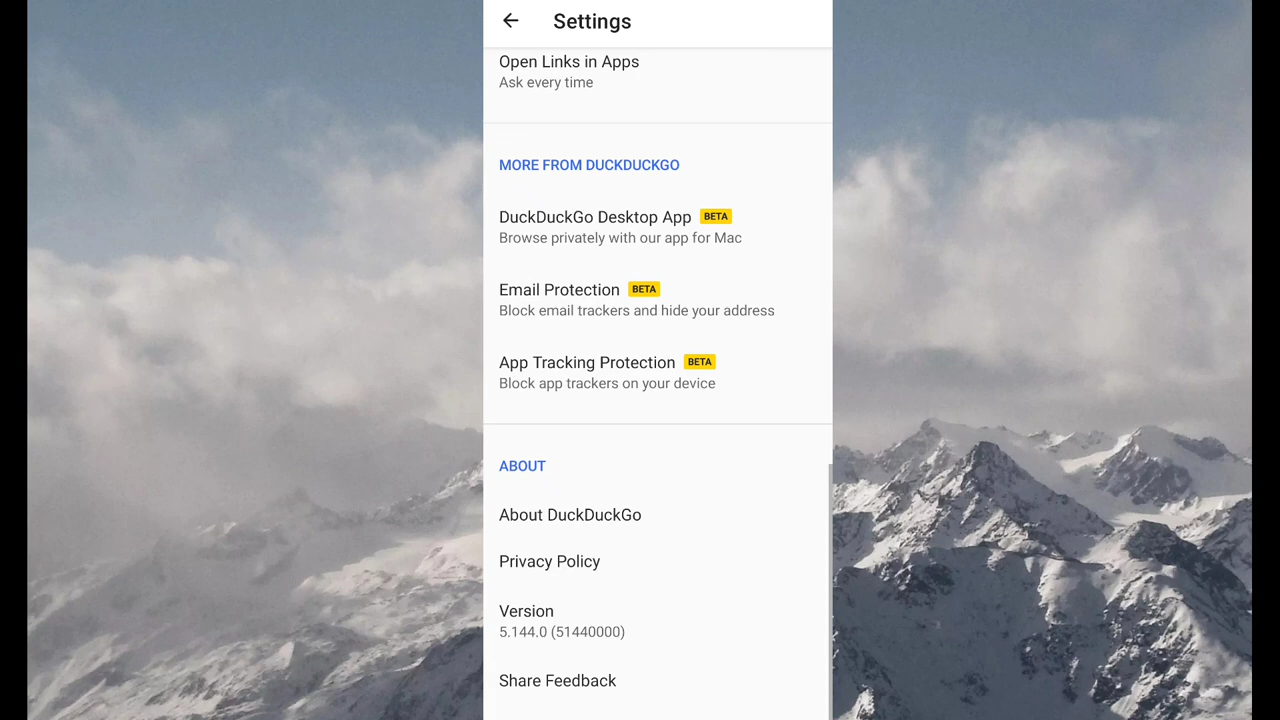 Settings
Open Links in Apps
Ask every time
MORE FROM DUCKDUCKGO
DuckDuckGo Desktop App BETA
Browse privately with our app for Mac
Email Protection BETA
Block email trackers and hide your address
App Tracking Protection BETA
Block app trackers on your device
ABOUT
About DuckDuckGo
Privacy Policy
Version
5.144.0 (51440000)
Share Feedback